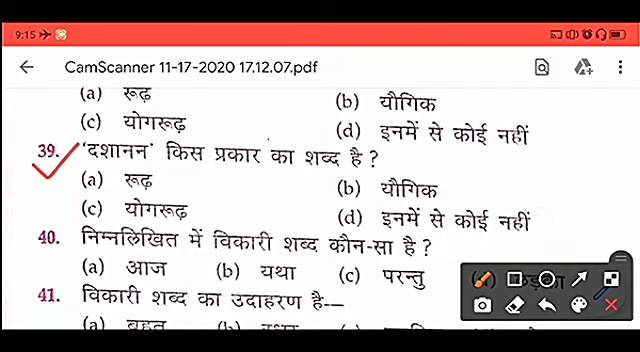 9:15
CamScanner 11-17-2020 17.12.07.pdf
(a) रूढ़ (b) यौगिक
(c) योगरूढ़ (d) इनमें से कोई नहीं
39. 'दशानन' किस प्रकार का शब्द है ?
(a) रूढ़ (b) यौगिक
(c) योगरूढ़ (d) इनमें से कोई नहीं
40. निम्नलिखित में विकारी शब्द कौन-सा है ?
(a) आज (b) यथा (c) परन्तु
41. विकारी शब्द का उदाहरण है—
(a) बहुत (b)